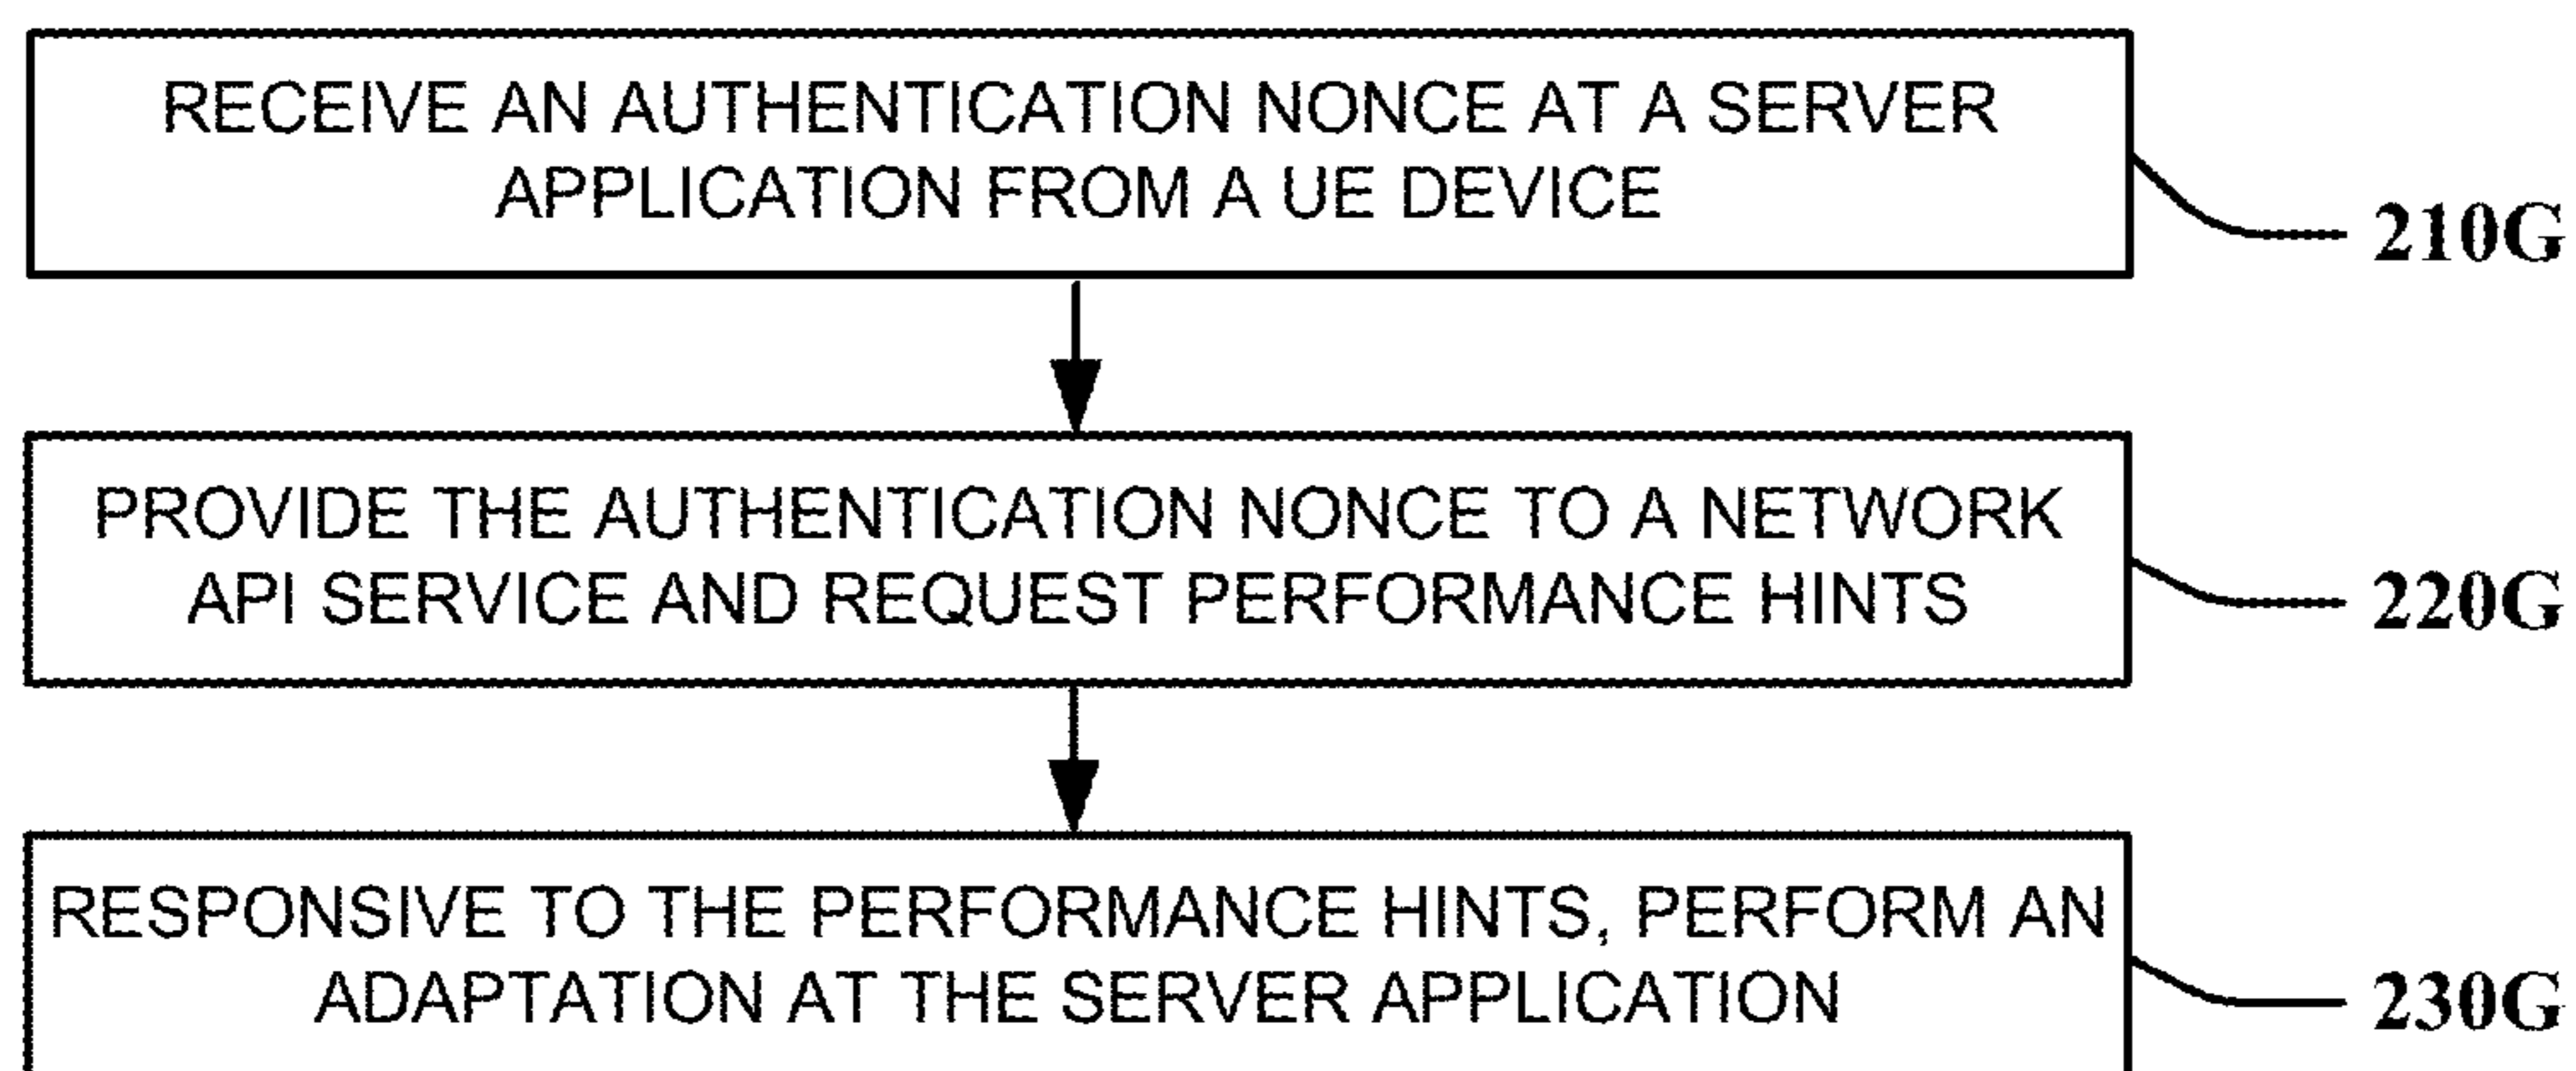 RECEIVE AN AUTHENTICATION NONCE AT A SERVER
APPLICATION FROM A UE DEVICE
210G
PROVIDE THE AUTHENTICATION NONCE TO A NETWORK
API SERVICE AND REQUEST PERFORMANCE HINTS
220G
RESPONSIVE TO THE PERFORMANCE HINTS, PERFORM AN
ADAPTATION AT THE SERVER APPLICATION
230G